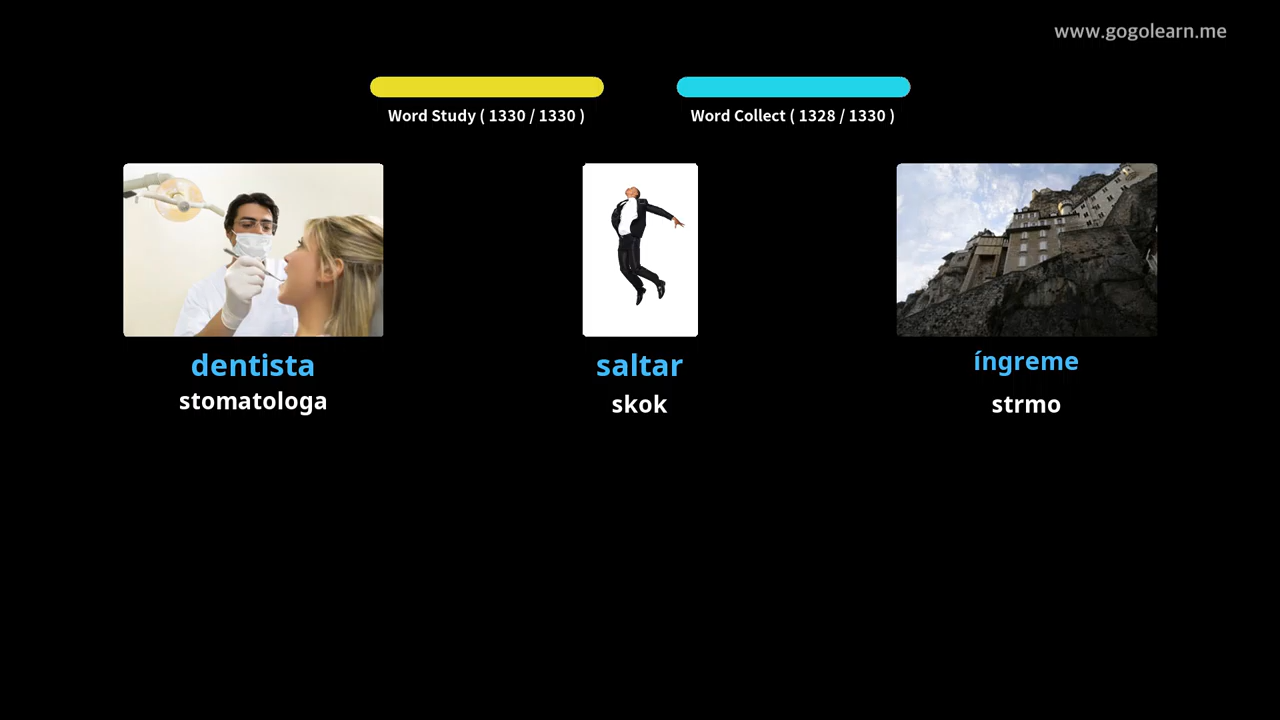 www.gogolearn.me
Word Study ( 1330 / 1330 )
Word Collect ( 1328 / 1330 )
dentista
stomatologa
saltar
skok
íngreme
strmo